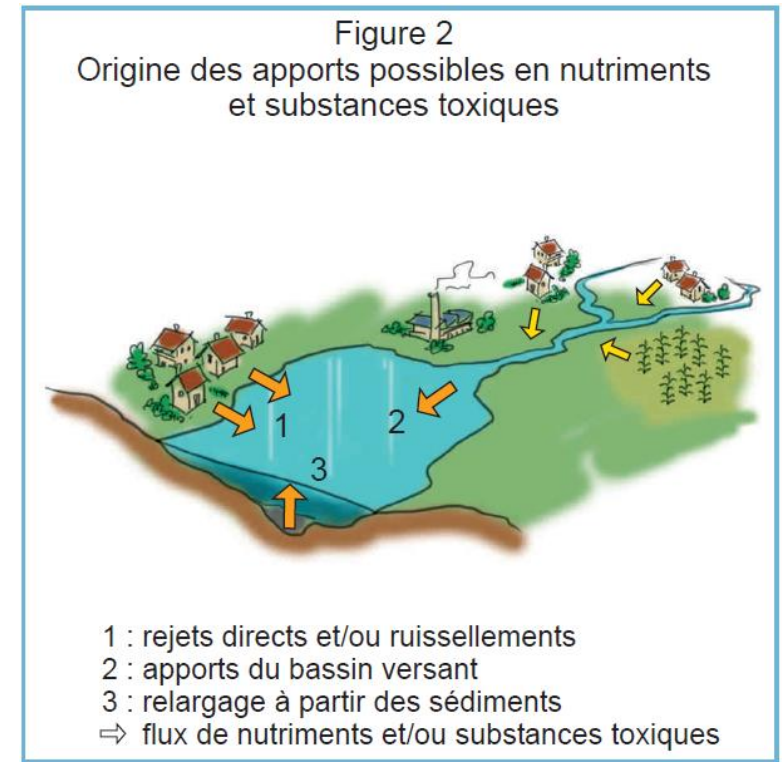 Figure 2
Origine des apports possibles en nutriments
et substances toxiques
1
2
3
1 : rejets directs et/ou ruissellements
2 : apports du bassin versant
3 : relargage à partir des sédiments
⇨ flux de nutriments et/ou substances toxiques